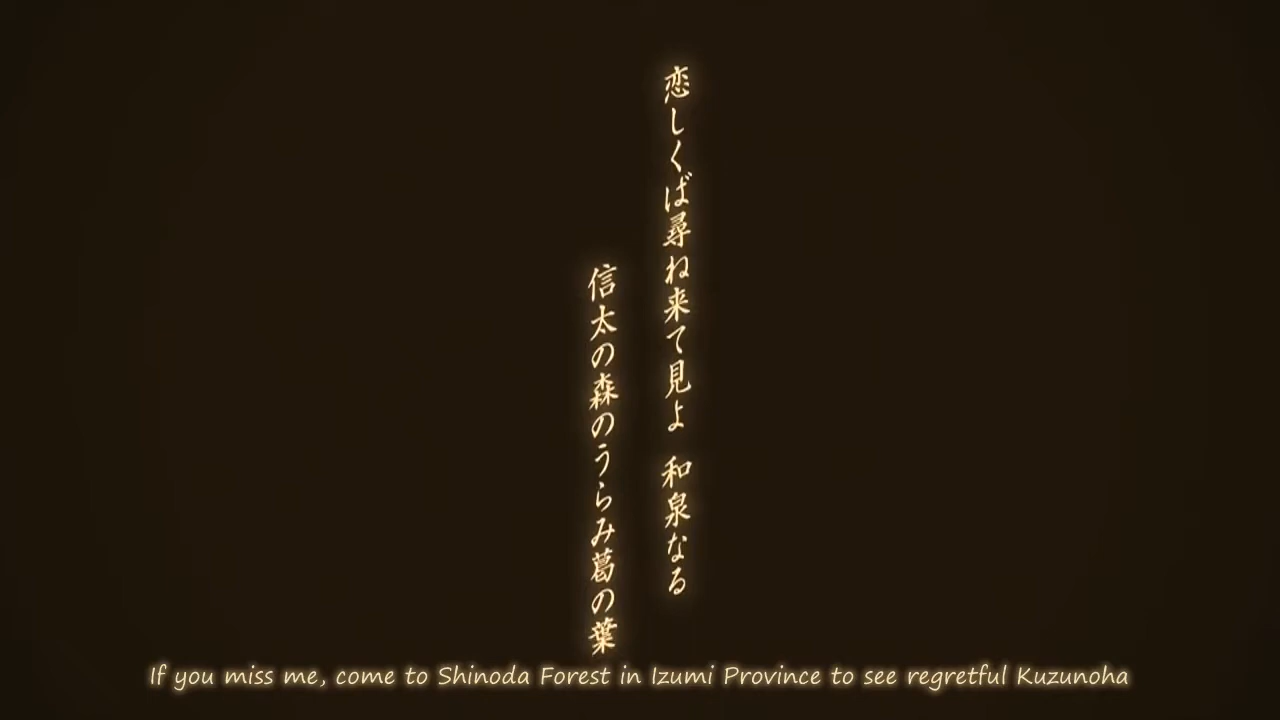 恋しくば尋ね来て見よ 和泉なる
信太の森のうらみ葛の葉
If you miss me, come to Shinoda Forest in Izumi Province to see regretful Kuzunoha